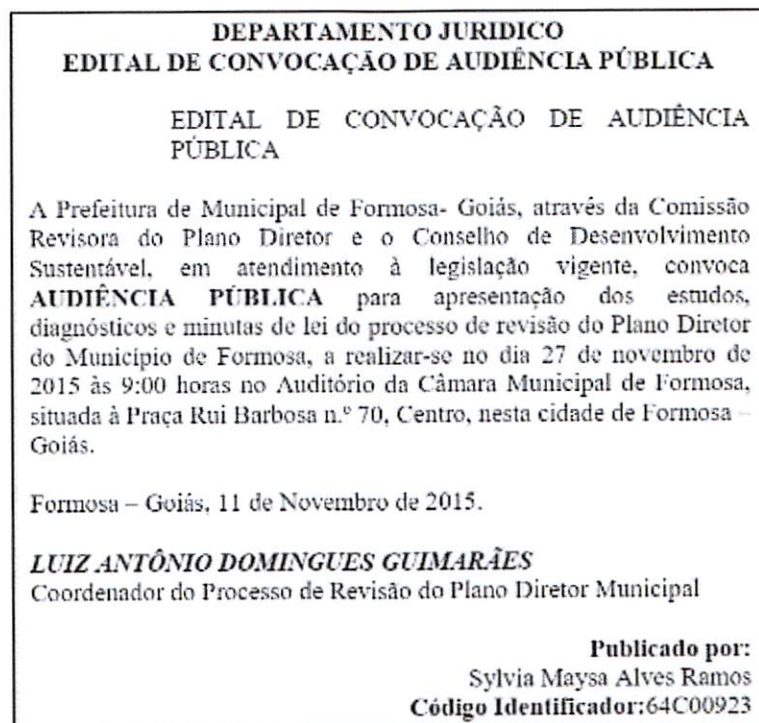 DEPARTAMENTO JURIDICO
EDITAL DE CONVOCAÇÃO DE AUDIÊNCIA PÚBLICA
EDITAL DE CONVOCAÇÃO DE AUDIÊNCIA
PÚBLICA
A Prefeitura de Municipal de Formosa- Goiás, através da Comissão
Revisora do Plano Diretor e o Conselho de Desenvolvimento
Sustentável, em atendimento à legislação vigente, convoca
AUDIÊNCIA PÚBLICA para apresentação dos estudos,
diagnósticos e minutas de lei do processo de revisão do Plano Diretor
do Município de Formosa, a realizar-se no dia 27 de novembro de
2015 às 9:00 horas no Auditório da Câmara Municipal de Formosa,
situada à Praça Rui Barbosa n.º 70, Centro, nesta cidade de Formosa –
Goiás.
Formosa – Goiás, 11 de Novembro de 2015.
LUIZ ANTÔNIO DOMINGUES GUIMARÃES
Coordenador do Processo de Revisão do Plano Diretor Municipal
Publicado por:
Sylvia Maysa Alves Ramos
Código Identificador:64C00923